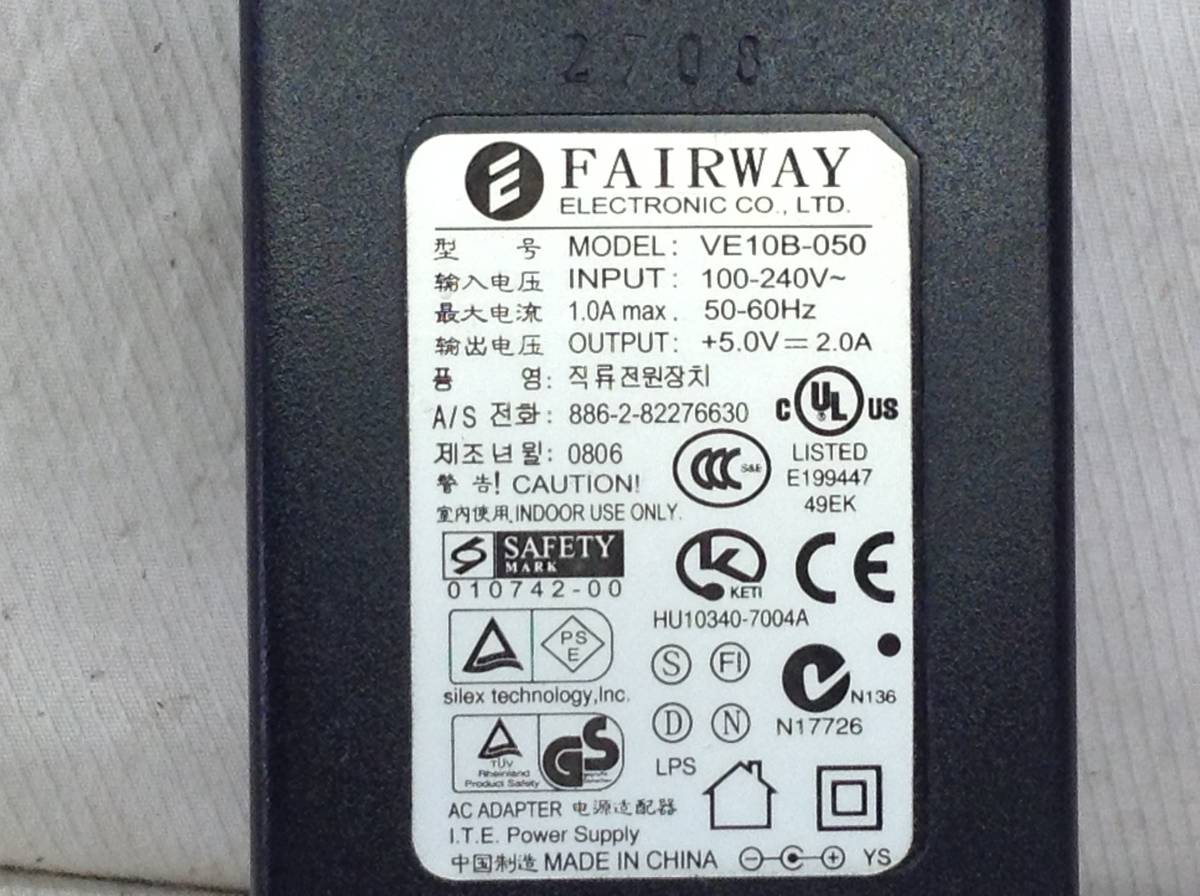 2708
FAIRWAY
ELECTRONIC CO., LTD.
型 号 MODEL: VE10B-050
输入电压 INPUT: 100-240V~
最大电流 1.0A max. 50-60Hz
输出电压 OUTPUT: +5.0V⎓2.0A
품 명: 직류전원장치
A/S 전화: 886-2-82276630
제조년월: 0806
C UL US
LISTED
E199447
49EK
CCC S&E
警告! CAUTION!
室内使用,INDOOR USE ONLY.
SAFETY
MARK
010742-00
KETI
CE
HU10340-7004A
PS
E
silex technology,Inc.
S FI
N136
D N
N17726
TÜV
Rheinland
Product Safety
GS
LPS
AC ADAPTER 电源适配器
I.T.E. Power Supply
中国制造 MADE IN CHINA
YS